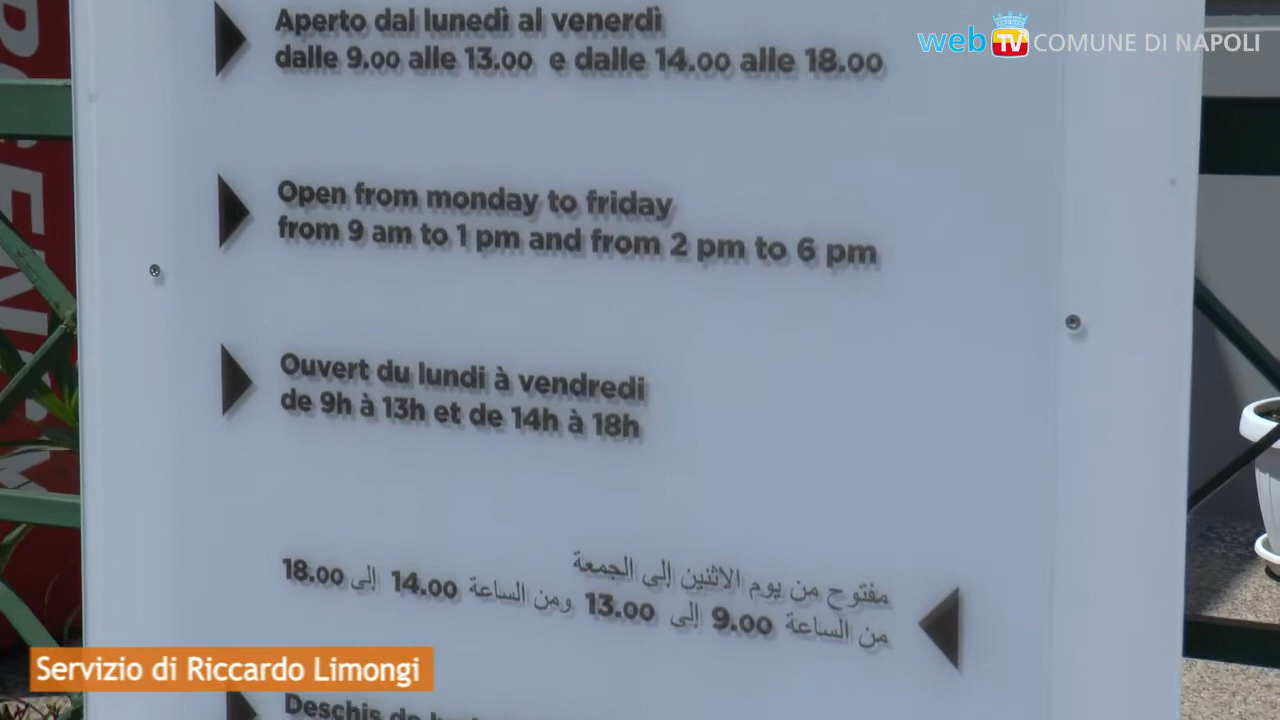 web TV COMUNE DI NAPOLI
Aperto dal lunedì al venerdì
dalle 9.00 alle 13.00 e dalle 14.00 alle 18.00
Open from monday to friday
from 9 am to 1 pm and from 2 pm to 6 pm
Ouvert du lundi à vendredi
de 9h à 13h et de 14h à 18h
مفتوح من يوم الاثنين إلى الجمعة
من الساعة 9.00 إلى 13.00 ومن الساعة 14.00 إلى 18.00
Servizio di Riccardo Limongi
Deschis de